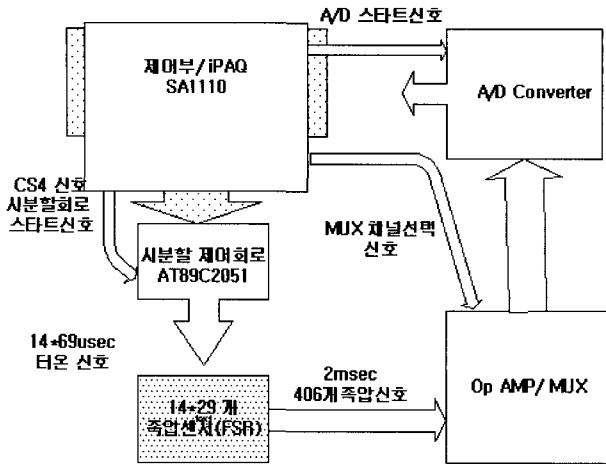 A/D 스타트신호
제어부/iPAQ
SA1110
A/D Converter
CS4 신호
시분할회로
스타트신호
MUX 채널선택
신호
시분할 제어회로
AT89C2051
14*69usec
터온 신호
2msec
406개족압신호
14*29 개
족압센서(FSR)
Op AMP/ MUX